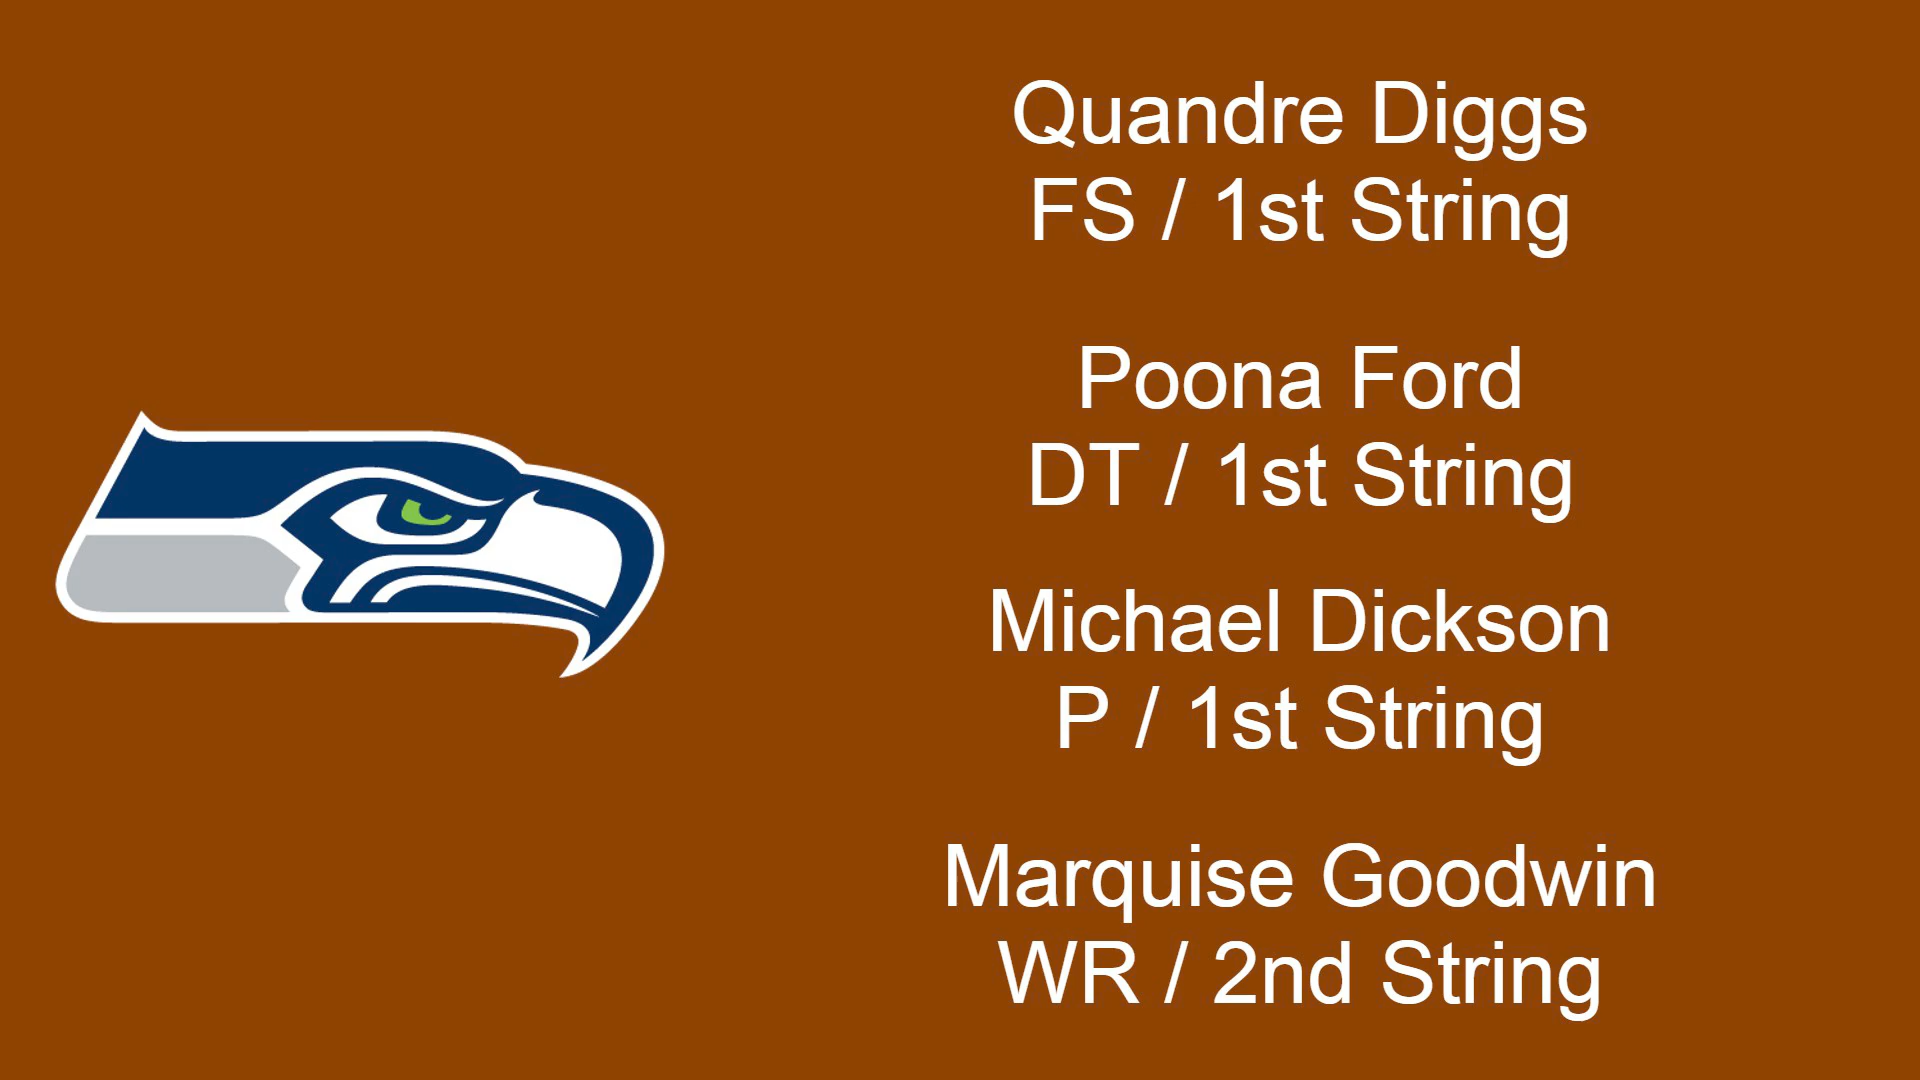 Quandre Diggs
FS / 1st String
Poona Ford
DT / 1st String
Michael Dickson
P / 1st String
Marquise Goodwin
WR / 2nd String